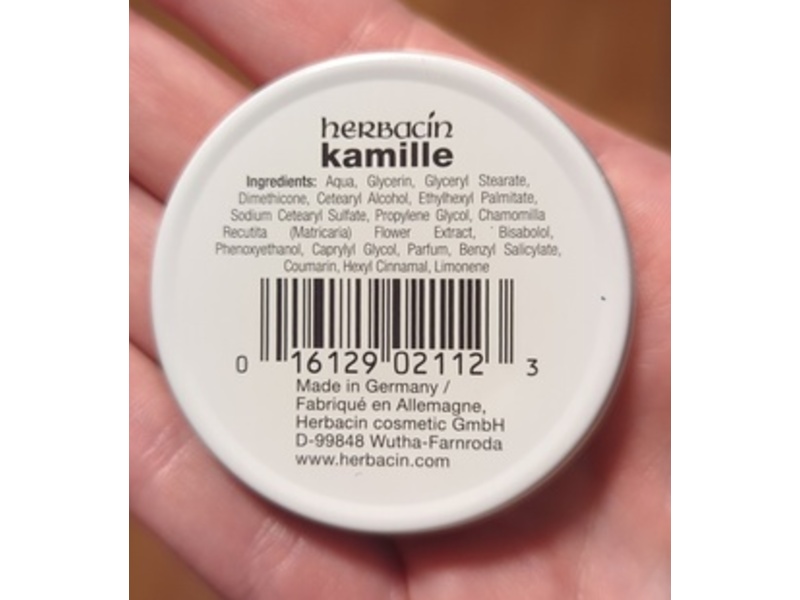 herbacin
kamille
Ingredients: Aqua, Glycerin, Glyceryl Stearate,
Dimethicone, Cetearyl Alcohol, Ethylhexyl Palmitate,
Sodium Cetearyl Sulfate, Propylene Glycol, Chamomilla
Recutita (Matricaria) Flower Extract, Bisabolol,
Phenoxyethanol, Caprylyl Glycol, Parfum, Benzyl Salicylate,
Coumarin, Hexyl Cinnamal, Limonene
0 16129 02112 3
Made in Germany /
Fabriqué en Allemagne,
Herbacin cosmetic GmbH
D-99848 Wutha-Farnroda
www.herbacin.com